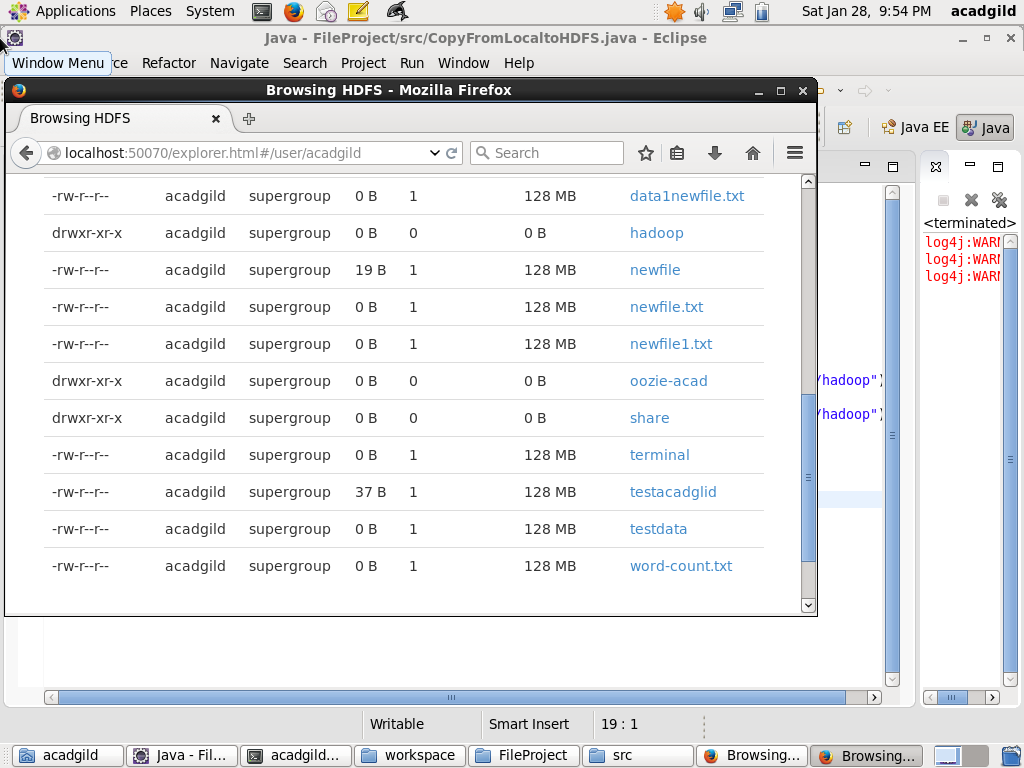 Applications Places System Sat Jan 28, 9:54 PM acadgild
Java - FileProject/src/CopyFromLocaltoHDFS.java - Eclipse
Window Menu ce Refactor Navigate Search Project Run Window Help
Browsing HDFS - Mozilla Firefox
Browsing HDFS
localhost:50070/explorer.html#/user/acadgild Search
Java EE Java
-rw-r--r-- acadgild supergroup 0 B 1 128 MB data1newfile.txt
drwxr-xr-x acadgild supergroup 0 B 0 0 B hadoop
-rw-r--r-- acadgild supergroup 19 B 1 128 MB newfile
-rw-r--r-- acadgild supergroup 0 B 1 128 MB newfile.txt
-rw-r--r-- acadgild supergroup 0 B 1 128 MB newfile1.txt
drwxr-xr-x acadgild supergroup 0 B 0 0 B oozie-acad
drwxr-xr-x acadgild supergroup 0 B 0 0 B share
-rw-r--r-- acadgild supergroup 0 B 1 128 MB terminal
-rw-r--r-- acadgild supergroup 37 B 1 128 MB testacadglid
-rw-r--r-- acadgild supergroup 0 B 1 128 MB testdata
-rw-r--r-- acadgild supergroup 0 B 1 128 MB word-count.txt
<terminated>
log4j:WARN
log4j:WARN
log4j:WARN
/hadoop")
/hadoop")
Writable Smart Insert 19 : 1
acadgild Java - Fil... acadgild... workspace FileProject src Browsing... Browsing...